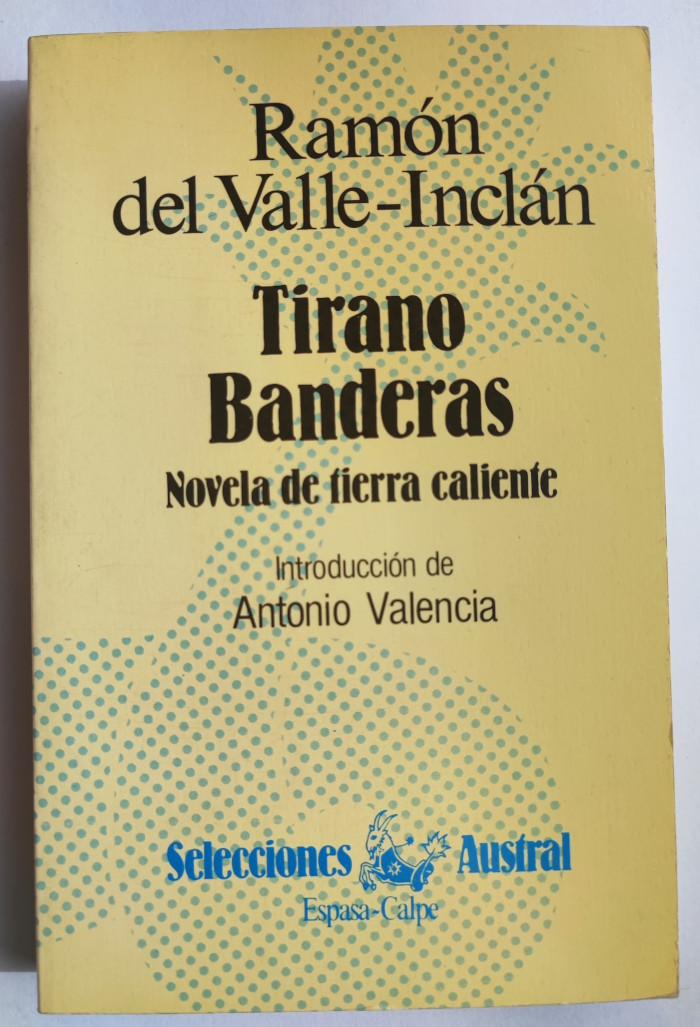 Ramón
del Valle-Inclán
Tirano
Banderas
Novela de tierra caliente
Introducción de
Antonio Valencia
Selecciones Austral
Espasa-Calpe